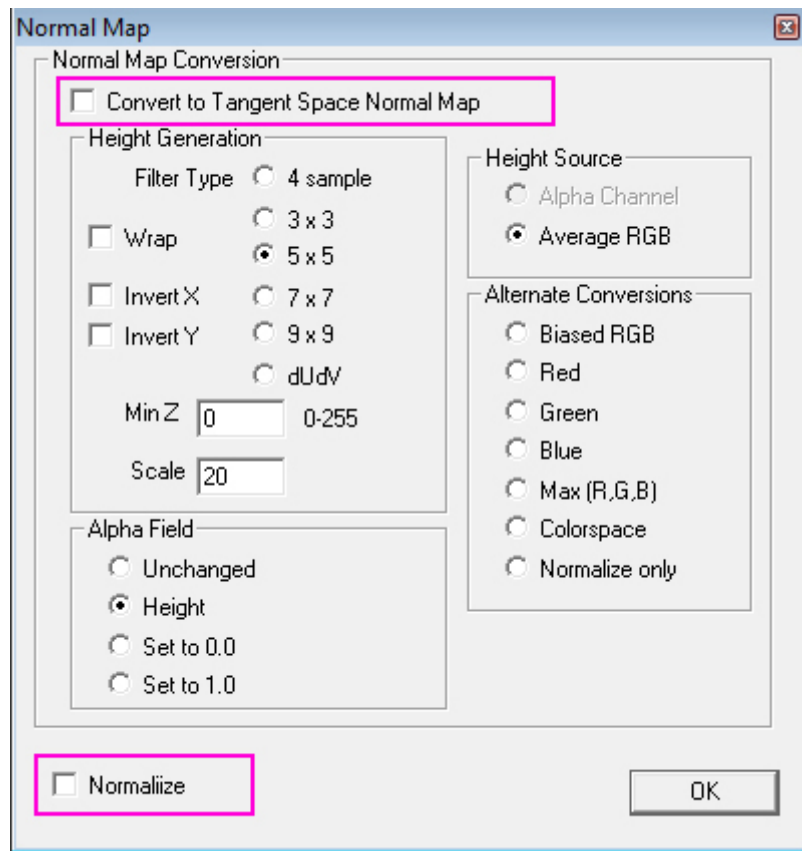 Normal Map
Normal Map Conversion
Convert to Tangent Space Normal Map
Height Generation
Filter Type
4 sample
3 x 3
Wrap
5 x 5
Invert X
7 x 7
Invert Y
9 x 9
dUdV
Min Z
0
0-255
Scale
20
Height Source
Alpha Channel
Average RGB
Alternate Conversions
Biased RGB
Red
Green
Blue
Max (R,G,B)
Colorspace
Normalize only
Alpha Field
Unchanged
Height
Set to 0.0
Set to 1.0
Normaliize
OK